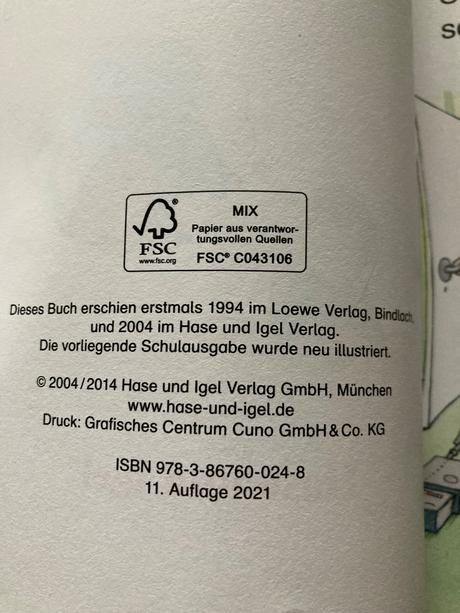 MIX
Papier aus verantwor-
tungsvollen Quellen
FSC® C043106
®
FSC
www.fsc.org
Dieses Buch erschien erstmals 1994 im Loewe Verlag, Bindlach,
und 2004 im Hase und Igel Verlag.
Die vorliegende Schulausgabe wurde neu illustriert.
© 2004/2014 Hase und Igel Verlag GmbH, München
www.hase-und-igel.de
Druck: Grafisches Centrum Cuno GmbH & Co. KG
ISBN 978-3-86760-024-8
11. Auflage 2021